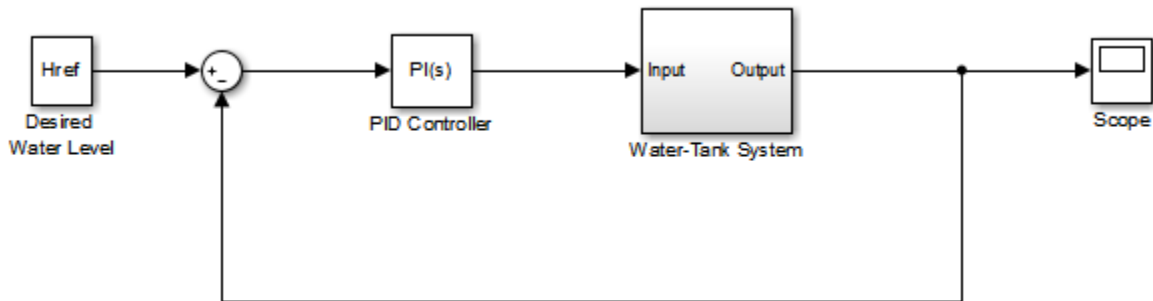 Href
Desired
Water Level
+
-
PI(s)
PID Controller
Input
Output
Water-Tank System
Scope